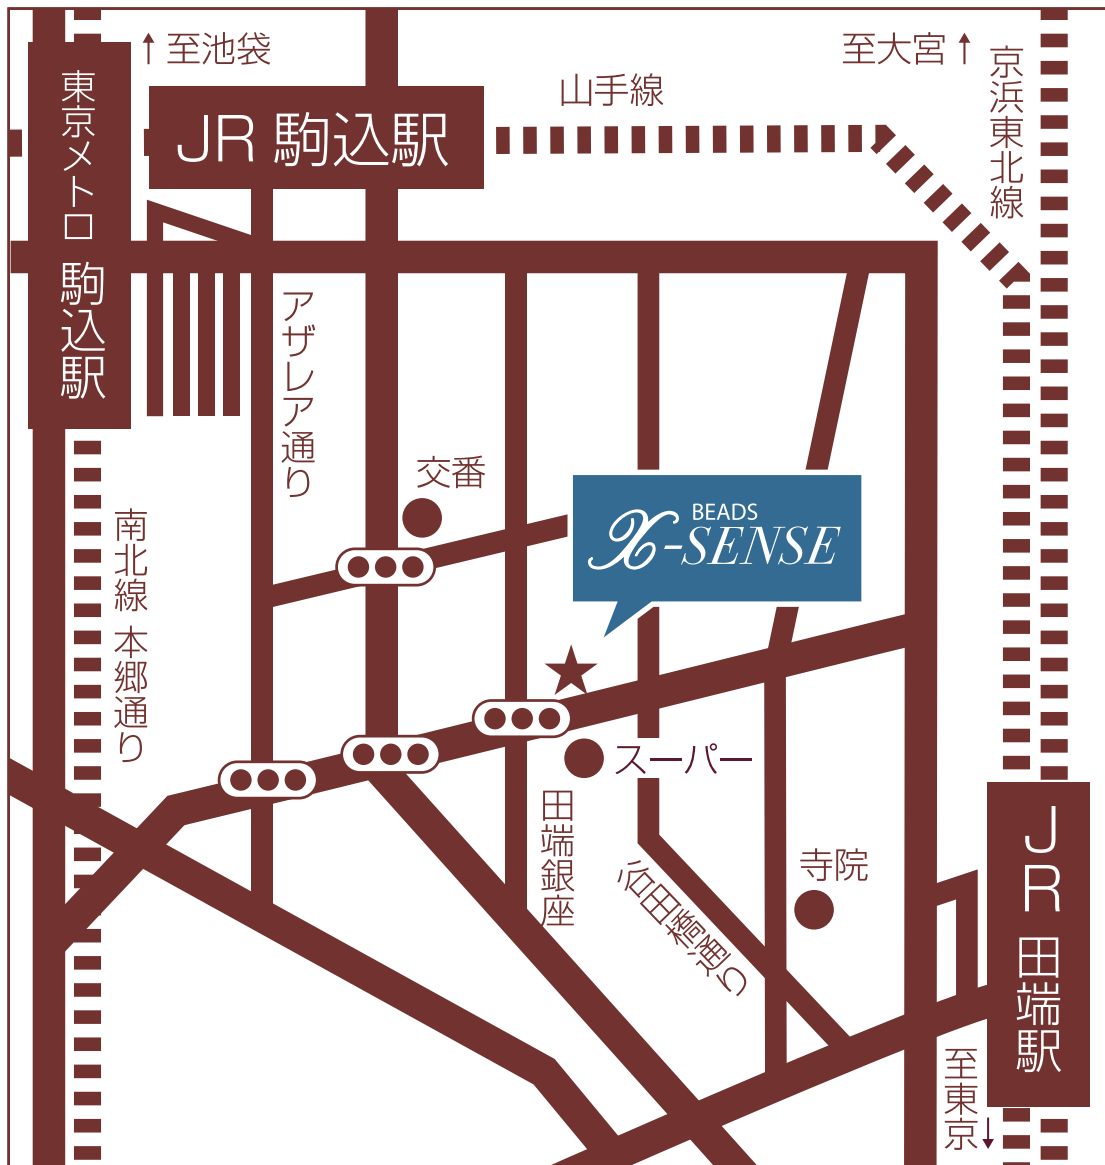 至池袋
至大宮
京浜東北線
山手線
東京メトロ 駒込駅
JR 駒込駅
アザレア通り
交番
BEADS
X-SENSE
南北線 本郷通り
スーパー
田端銀座
谷田橋通り
寺院
JR 田端駅
至東京